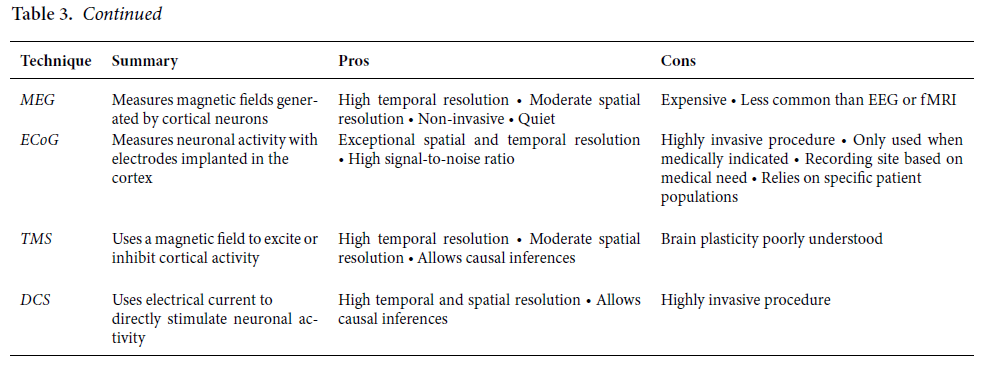 Table 3. Continued
Technique Summary Pros Cons
MEG Measures magnetic fields gener- High temporal resolution • Moderate spatial Expensive • Less common than EEG or fMRI
ated by cortical neurons resolution • Non-invasive • Quiet
ECoG Measures neuronal activity with Exceptional spatial and temporal resolution Highly invasive procedure • Only used when
electrodes implanted in the • High signal-to-noise ratio medically indicated • Recording site based on
cortex medical need • Relies on specific patient
populations
TMS Uses a magnetic field to excite or High temporal resolution • Moderate spatial Brain plasticity poorly understood
inhibit cortical activity resolution • Allows causal inferences
DCS Uses electrical current to High temporal and spatial resolution • Allows Highly invasive procedure
directly stimulate neuronal ac- causal inferences
tivity